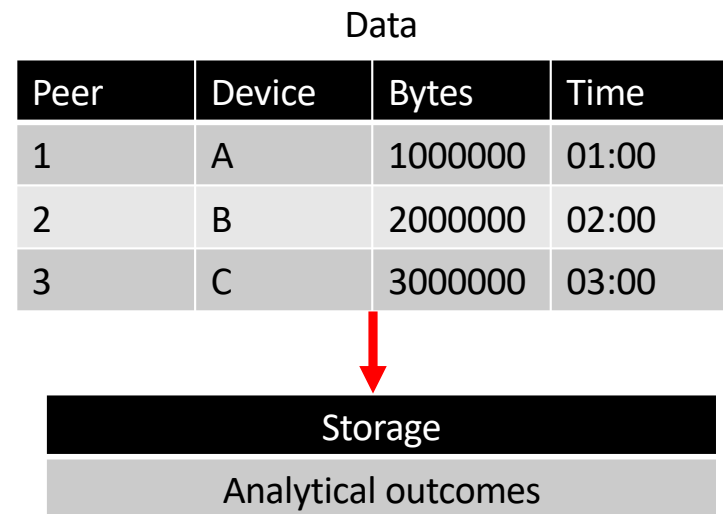 Data
Peer Device Bytes Time
1 A 1000000 01:00
2 B 2000000 02:00
3 C 3000000 03:00
Storage
Analytical outcomes